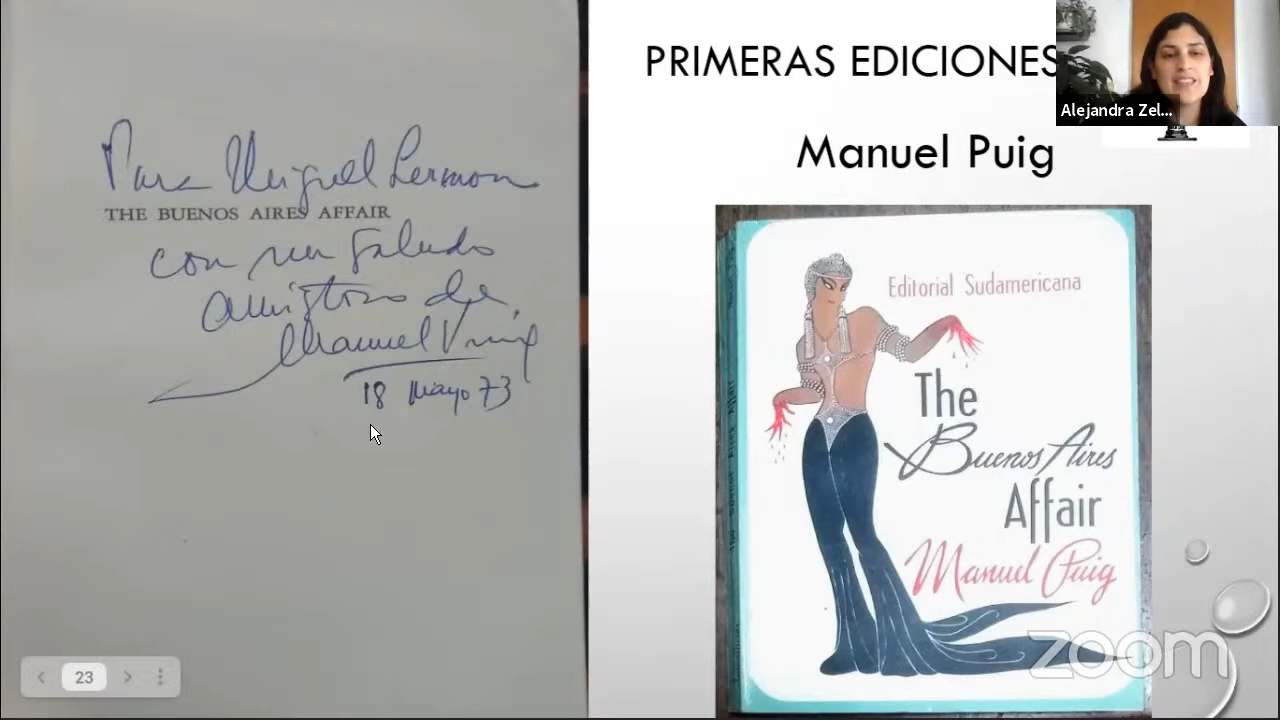 Para Miguel Lermon
THE BUENOS AIRES AFFAIR
con un saludo
amistoso de
Manuel Puig
18 mayo 73
23
PRIMERAS EDICIONES
Manuel Puig
Editorial Sudamericana
The
Buenos Aires
Affair
Manuel Puig
Alejandra Zel...
zoom